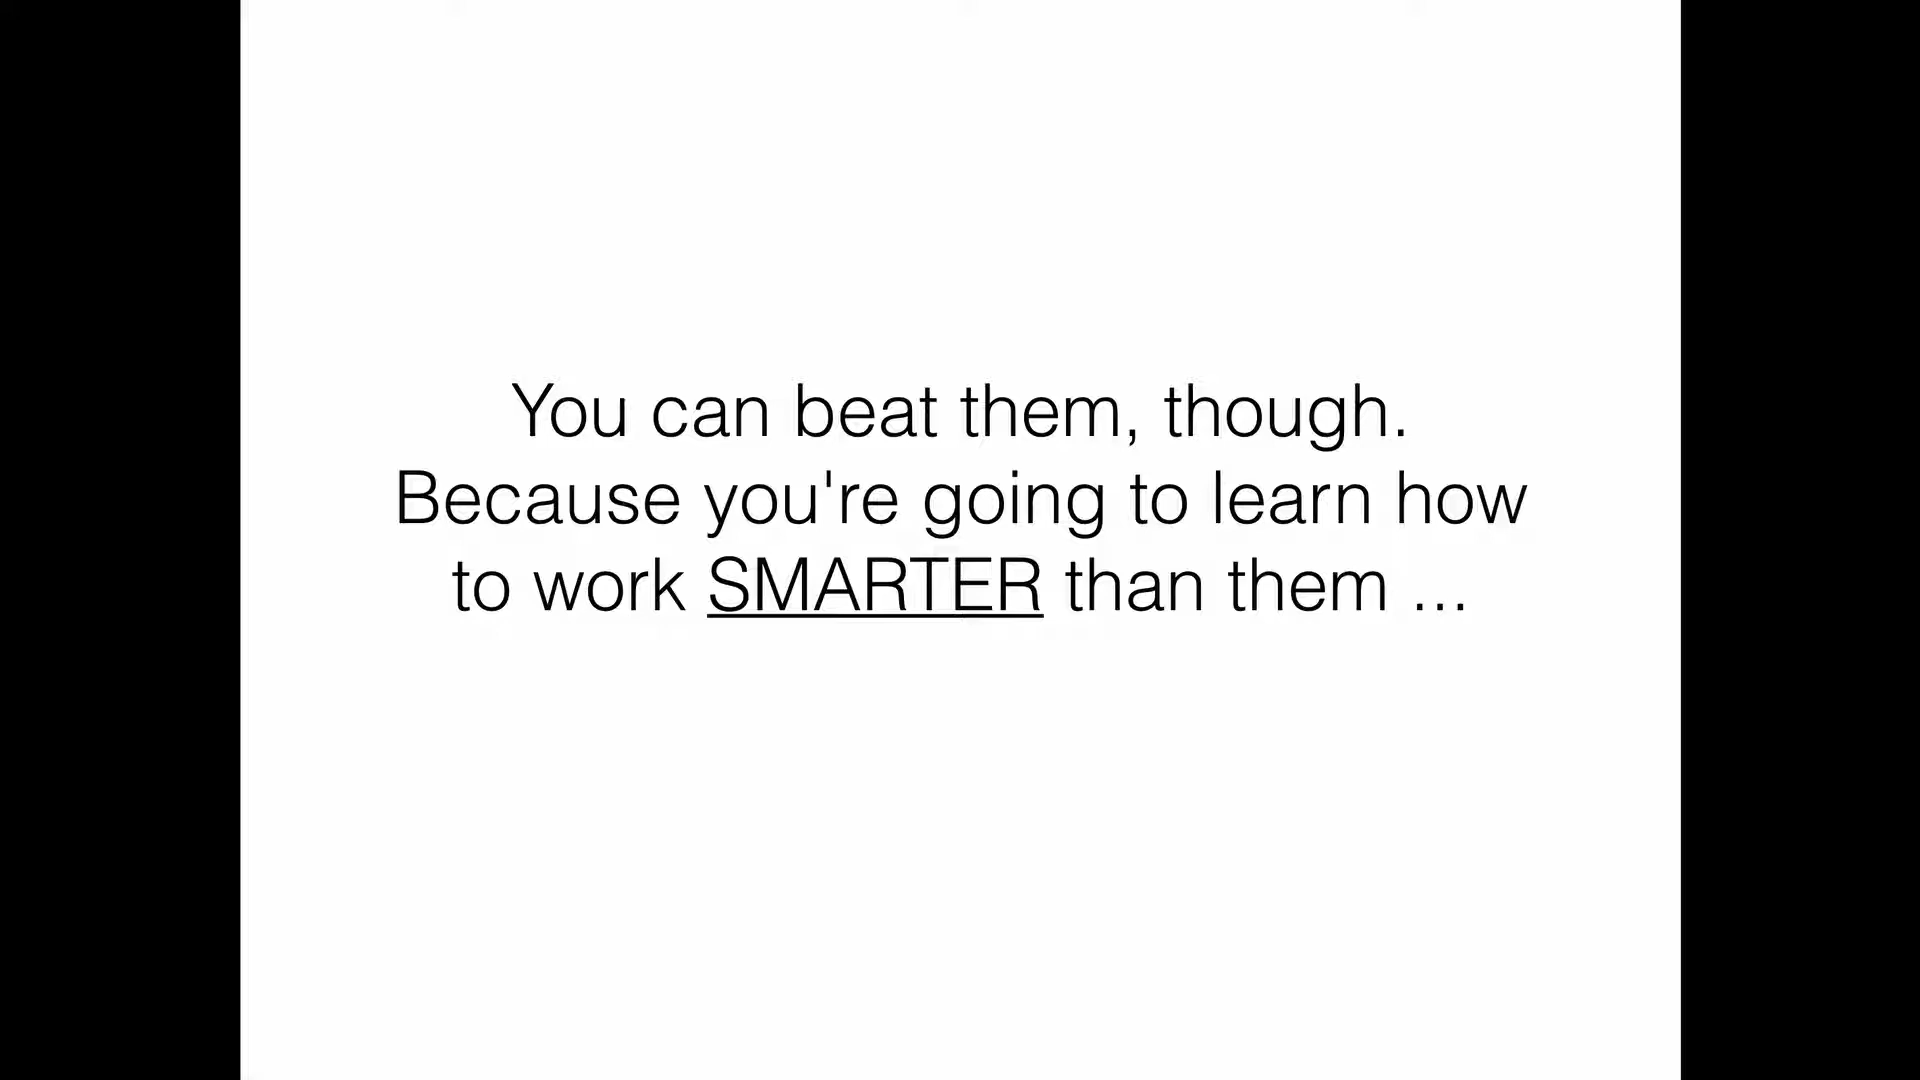 You can beat them, though.
Because you're going to learn how
to work SMARTER than them ...